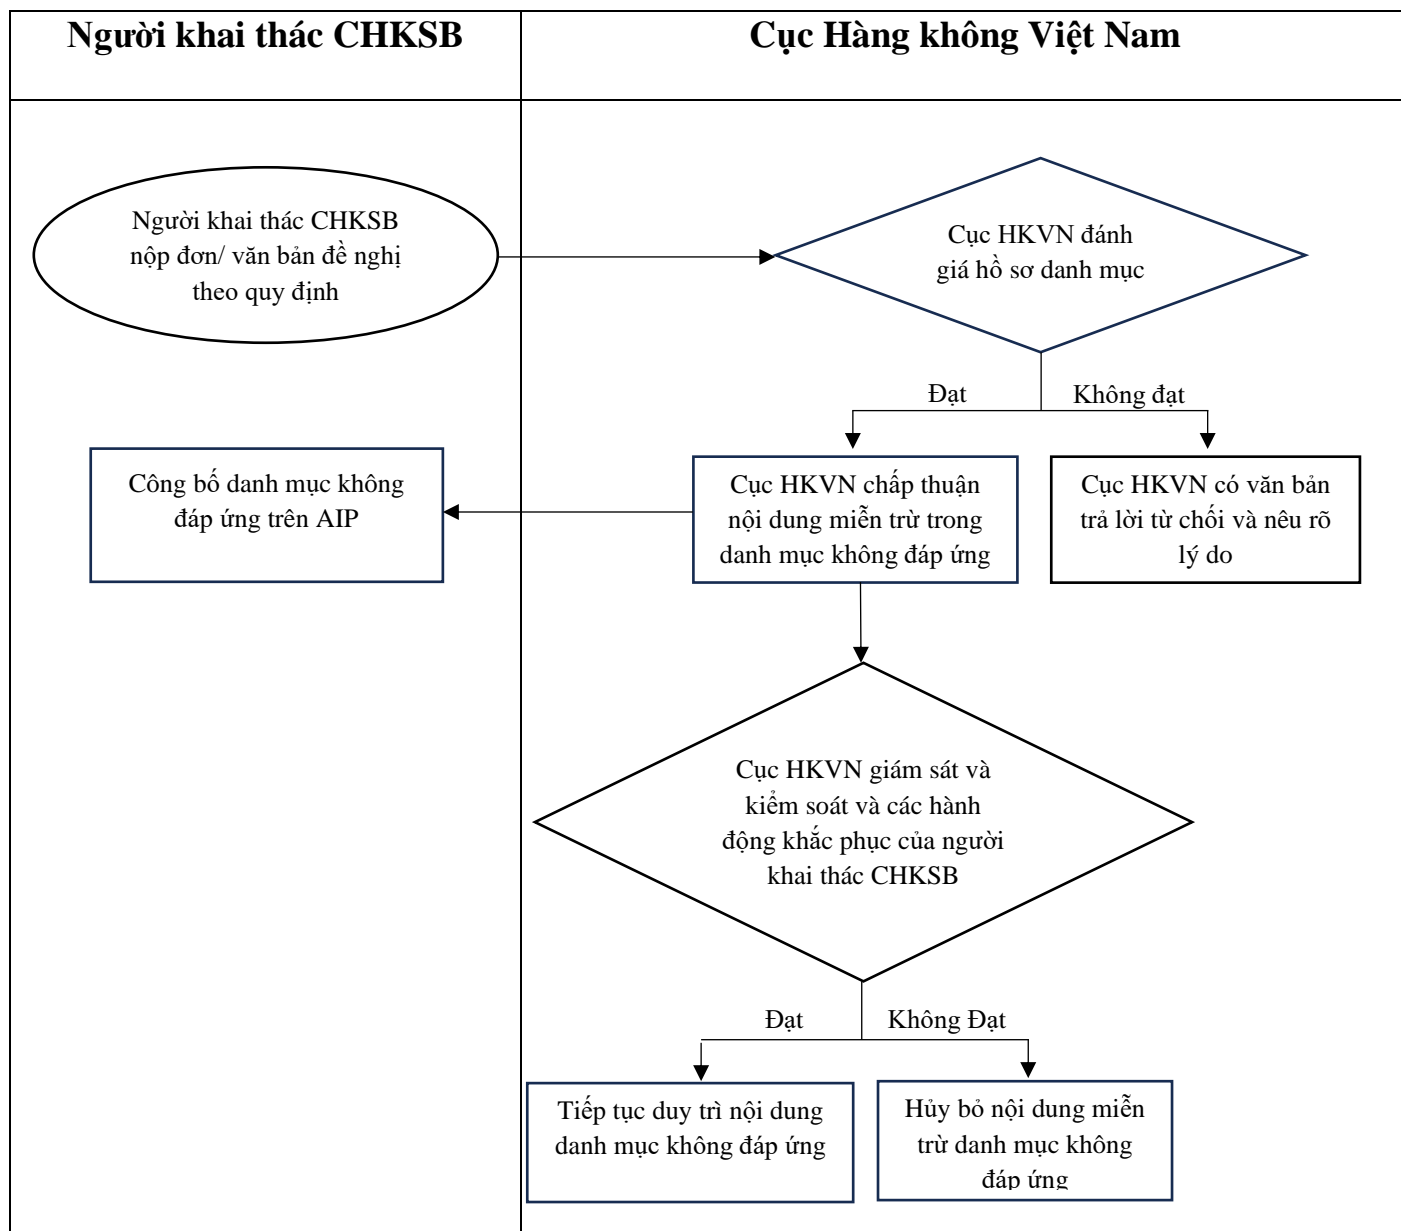 Người khai thác CHKSB
Cục Hàng không Việt Nam
Người khai thác CHKSB
nộp đơn/ văn bản đề nghị
theo quy định
Cục HKVN đánh
giá hồ sơ danh mục
Đạt
Không đạt
Công bố danh mục không
đáp ứng trên AIP
Cục HKVN chấp thuận
nội dung miễn trừ trong
danh mục không đáp ứng
Cục HKVN có văn bản
trả lời từ chối và nêu rõ
lý do
Cục HKVN giám sát và
kiểm soát và các hành
động khắc phục của người
khai thác CHKSB
Đạt
Không Đạt
Tiếp tục duy trì nội dung
danh mục không đáp ứng
Hủy bỏ nội dung miễn
trừ danh mục không
đáp ứng